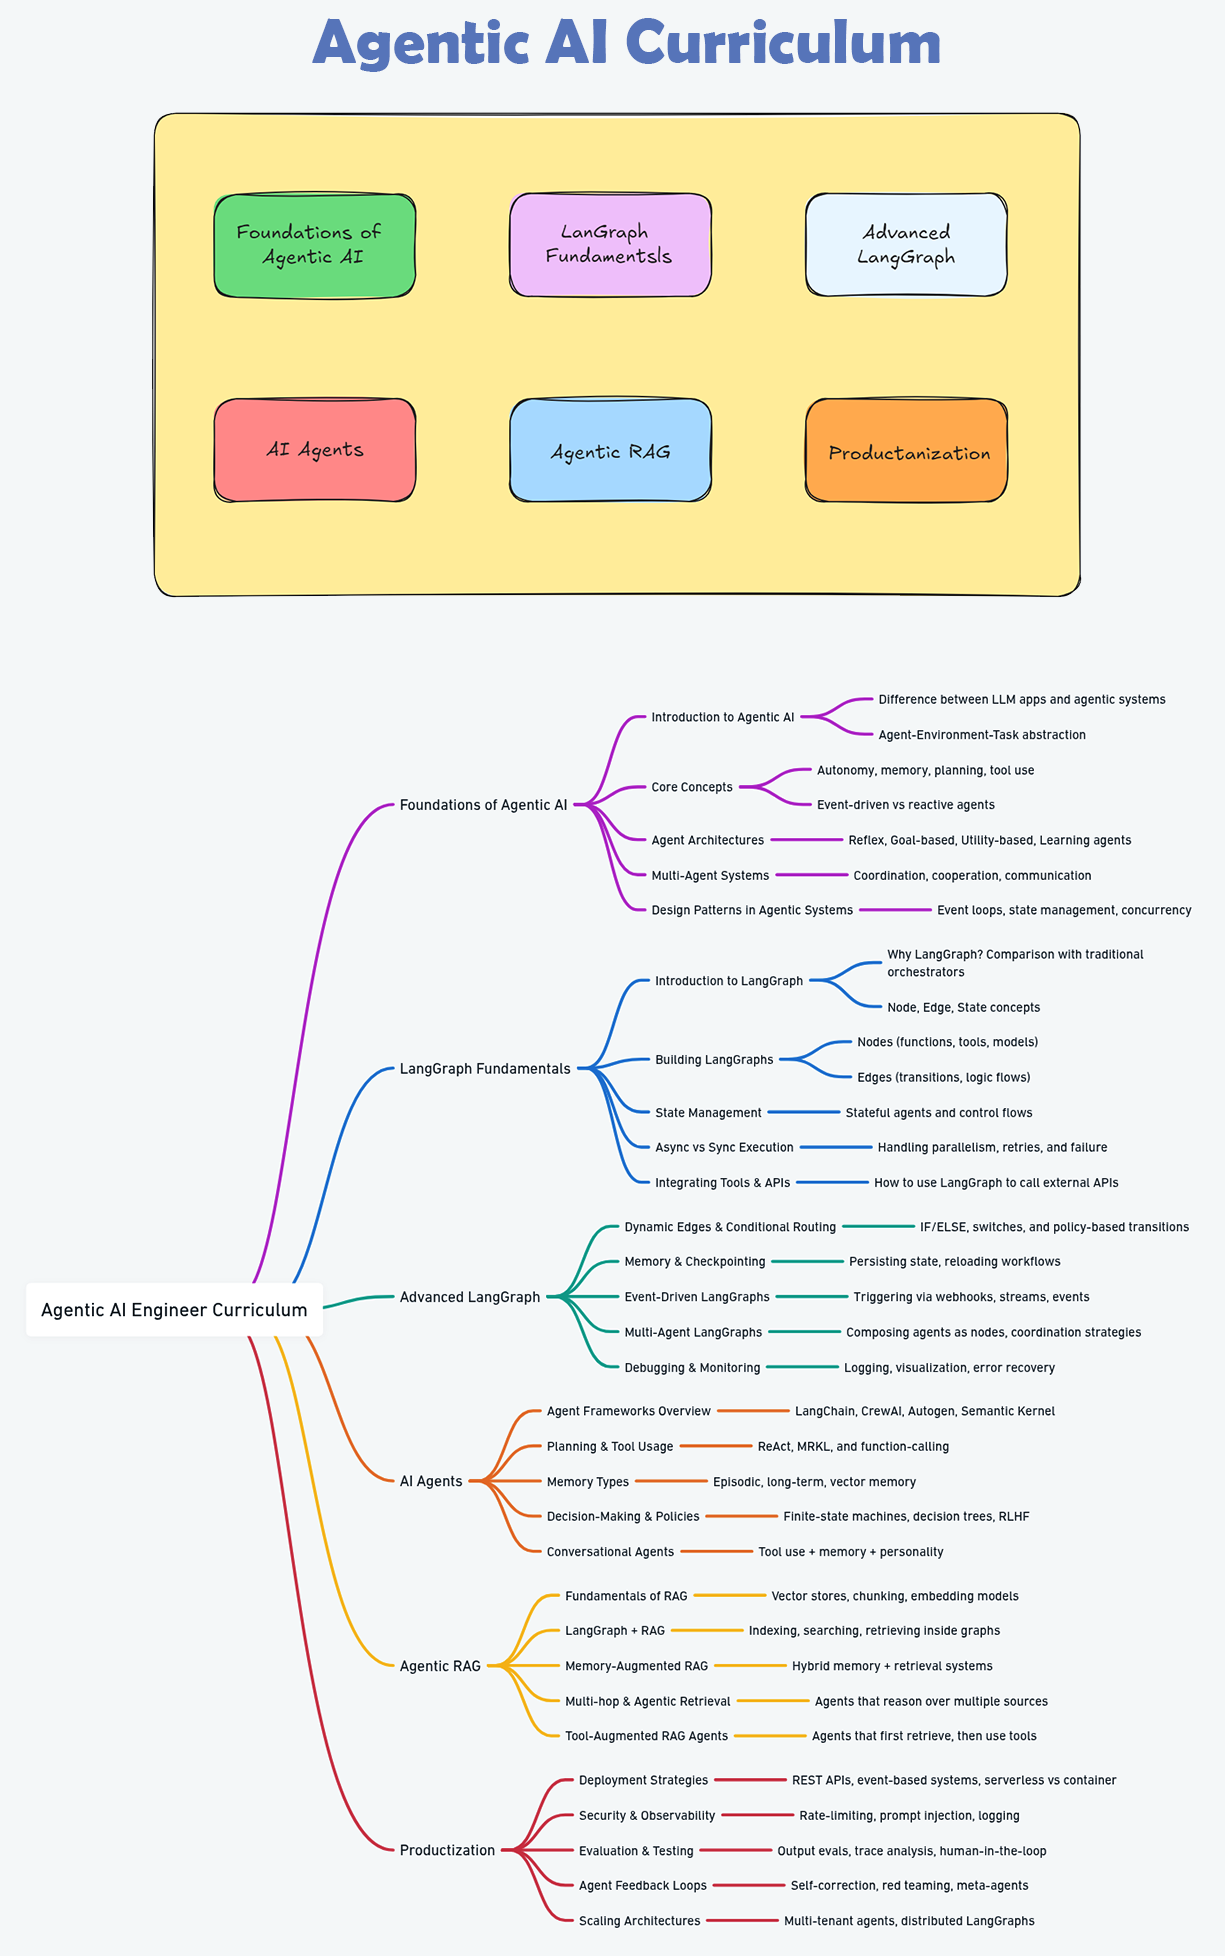 Agentic AI Curriculum
Foundations of
Agentic AI
LanGraph
Fundamentsls
Advanced
LangGraph
AI Agents
Agentic RAG
Productanization
Agentic AI Engineer Curriculum
Foundations of Agentic AI
Introduction to Agentic AI
Difference between LLM apps and agentic systems
Agent-Environment-Task abstraction
Core Concepts
Autonomy, memory, planning, tool use
Event-driven vs reactive agents
Agent Architectures
Reflex, Goal-based, Utility-based, Learning agents
Multi-Agent Systems
Coordination, cooperation, communication
Design Patterns in Agentic Systems
Event loops, state management, concurrency
LangGraph Fundamentals
Introduction to LangGraph
Why LangGraph? Comparison with traditional
orchestrators
Node, Edge, State concepts
Building LangGraphs
Nodes (functions, tools, models)
Edges (transitions, logic flows)
State Management
Stateful agents and control flows
Async vs Sync Execution
Handling parallelism, retries, and failure
Integrating Tools & APIs
How to use LangGraph to call external APIs
Advanced LangGraph
Dynamic Edges & Conditional Routing
IF/ELSE, switches, and policy-based transitions
Memory & Checkpointing
Persisting state, reloading workflows
Event-Driven LangGraphs
Triggering via webhooks, streams, events
Multi-Agent LangGraphs
Composing agents as nodes, coordination strategies
Debugging & Monitoring
Logging, visualization, error recovery
AI Agents
Agent Frameworks Overview
LangChain, CrewAI, Autogen, Semantic Kernel
Planning & Tool Usage
ReAct, MRKL, and function-calling
Memory Types
Episodic, long-term, vector memory
Decision-Making & Policies
Finite-state machines, decision trees, RLHF
Conversational Agents
Tool use + memory + personality
Agentic RAG
Fundamentals of RAG
Vector stores, chunking, embedding models
LangGraph + RAG
Indexing, searching, retrieving inside graphs
Memory-Augmented RAG
Hybrid memory + retrieval systems
Multi-hop & Agentic Retrieval
Agents that reason over multiple sources
Tool-Augmented RAG Agents
Agents that first retrieve, then use tools
Productization
Deployment Strategies
REST APIs, event-based systems, serverless vs container
Security & Observability
Rate-limiting, prompt injection, logging
Evaluation & Testing
Output evals, trace analysis, human-in-the-loop
Agent Feedback Loops
Self-correction, red teaming, meta-agents
Scaling Architectures
Multi-tenant agents, distributed LangGraphs